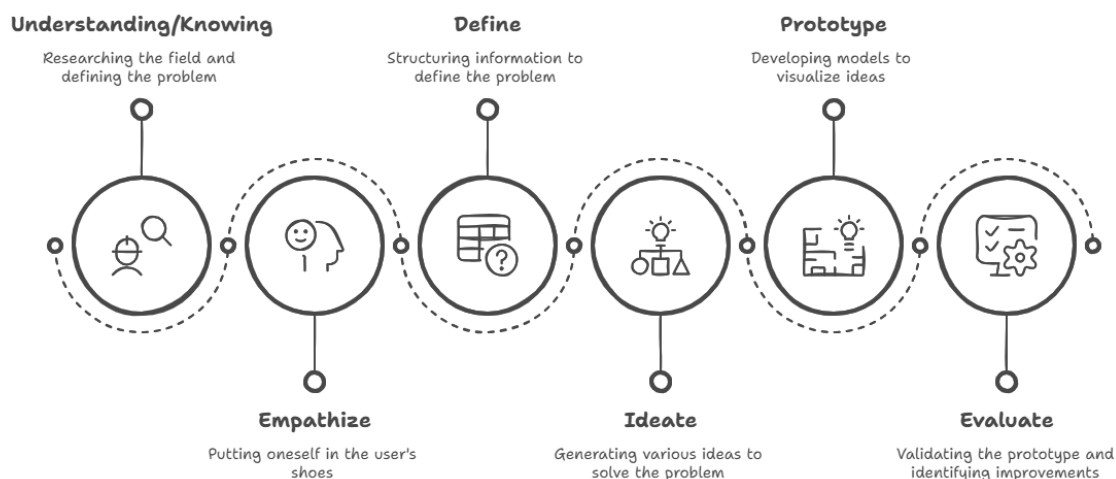 Understanding/Knowing
Researching the field and
defining the problem
Empathize
Putting oneself in the user's
shoes
Define
Structuring information to
define the problem
?
Ideate
Generating various ideas to
solve the problem
Prototype
Developing models to
visualize ideas
Evaluate
Validating the prototype and
identifying improvements